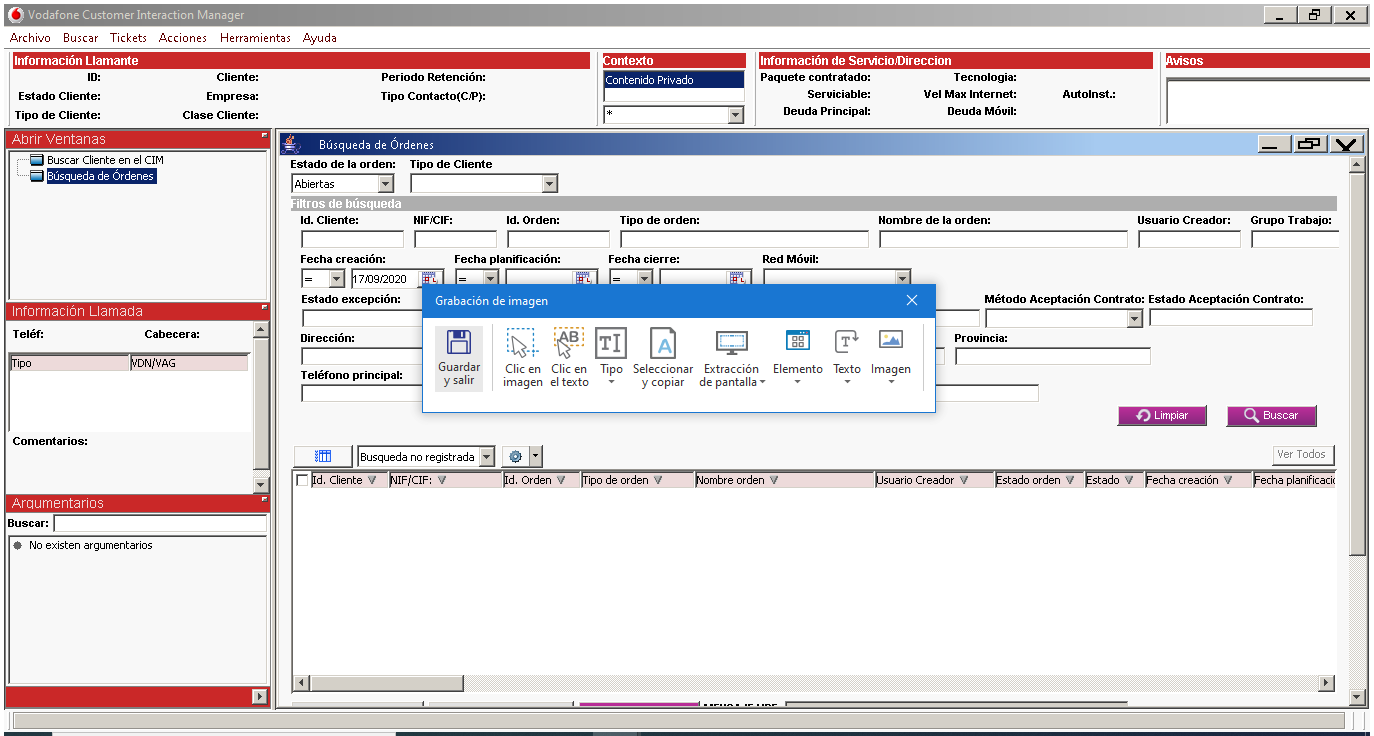 Vodafone Customer Interaction Manager
Archivo Buscar Tickets Acciones Herramientas Ayuda
Información Llamante
ID: Cliente: Periodo Retención:
Estado Cliente: Empresa: Tipo Contacto(C/P):
Tipo de Cliente: Clase Cliente:
Contexto
Contenido Privado
*
Información de Servicio/Direccion
Paquete contratado: Tecnologia:
Serviciable: Vel Max Internet: AutoInst.:
Deuda Principal: Deuda Móvil:
Avisos
Abrir Ventanas
Buscar Cliente en el CIM
Búsqueda de Órdenes
Información Llamada
Teléf: Cabecera:
Tipo VDN/VAG
Comentarios:
Argumentarios
Buscar:
No existen argumentarios
Búsqueda de Órdenes
Estado de la orden: Tipo de Cliente
Abiertas
Filtros de búsqueda
Id. Cliente: NIF/CIF: Id. Orden: Tipo de orden: Nombre de la orden: Usuario Creador: Grupo Trabajo:
Fecha creación: Fecha planificación: Fecha cierre: Red Móvil:
= 17/09/2020 = =
Estado excepción: Método Aceptación Contrato: Estado Aceptación Contrato:
Dirección: Provincia:
Teléfono principal:
Grabación de imagen
Guardar y salir
Clic en imagen
Clic en el texto
Tipo
Seleccionar y copiar
Extracción de pantalla
Elemento
Texto
Imagen
Limpiar Buscar
Busqueda no registrada Ver Todos
Id. Cliente NIF/CIF: Id. Orden Tipo de orden Nombre orden Usuario Creador Estado orden Estado Fecha creación Fecha planificació